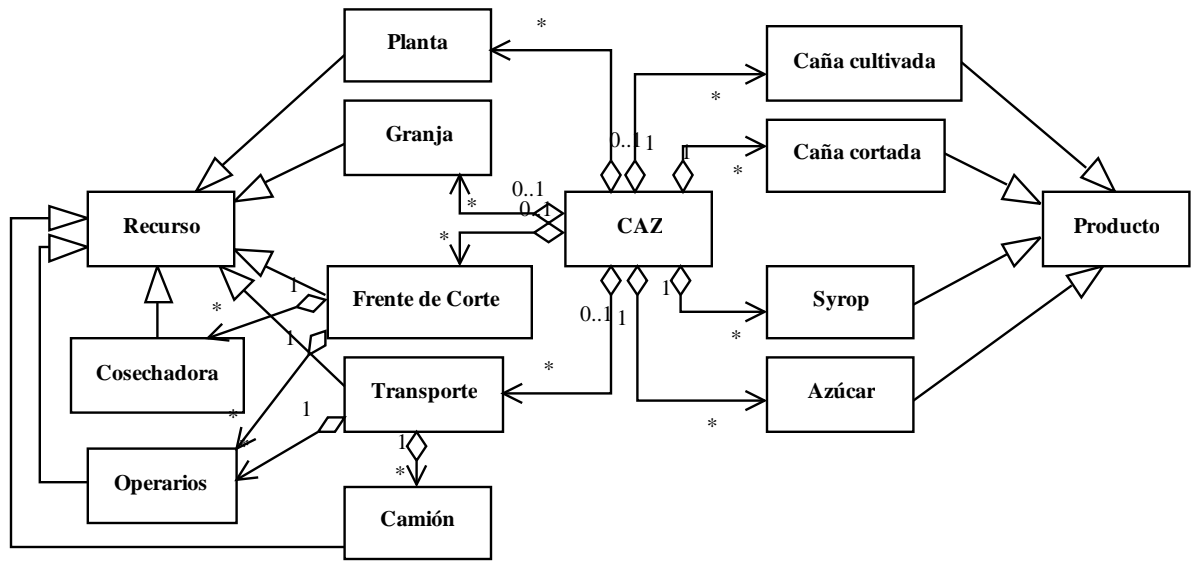 Planta
*
Caña cultivada
*
Granja
0..1
1
1
Caña cortada
*
0..1
*
0..1
Recurso
CAZ
Producto
*
1
Frente de Corte
1
Syrop
*
0..1
1
*
1
Cosechadora
Transporte
*
Azúcar
*
1
*
*
1
*
Operarios
Camión